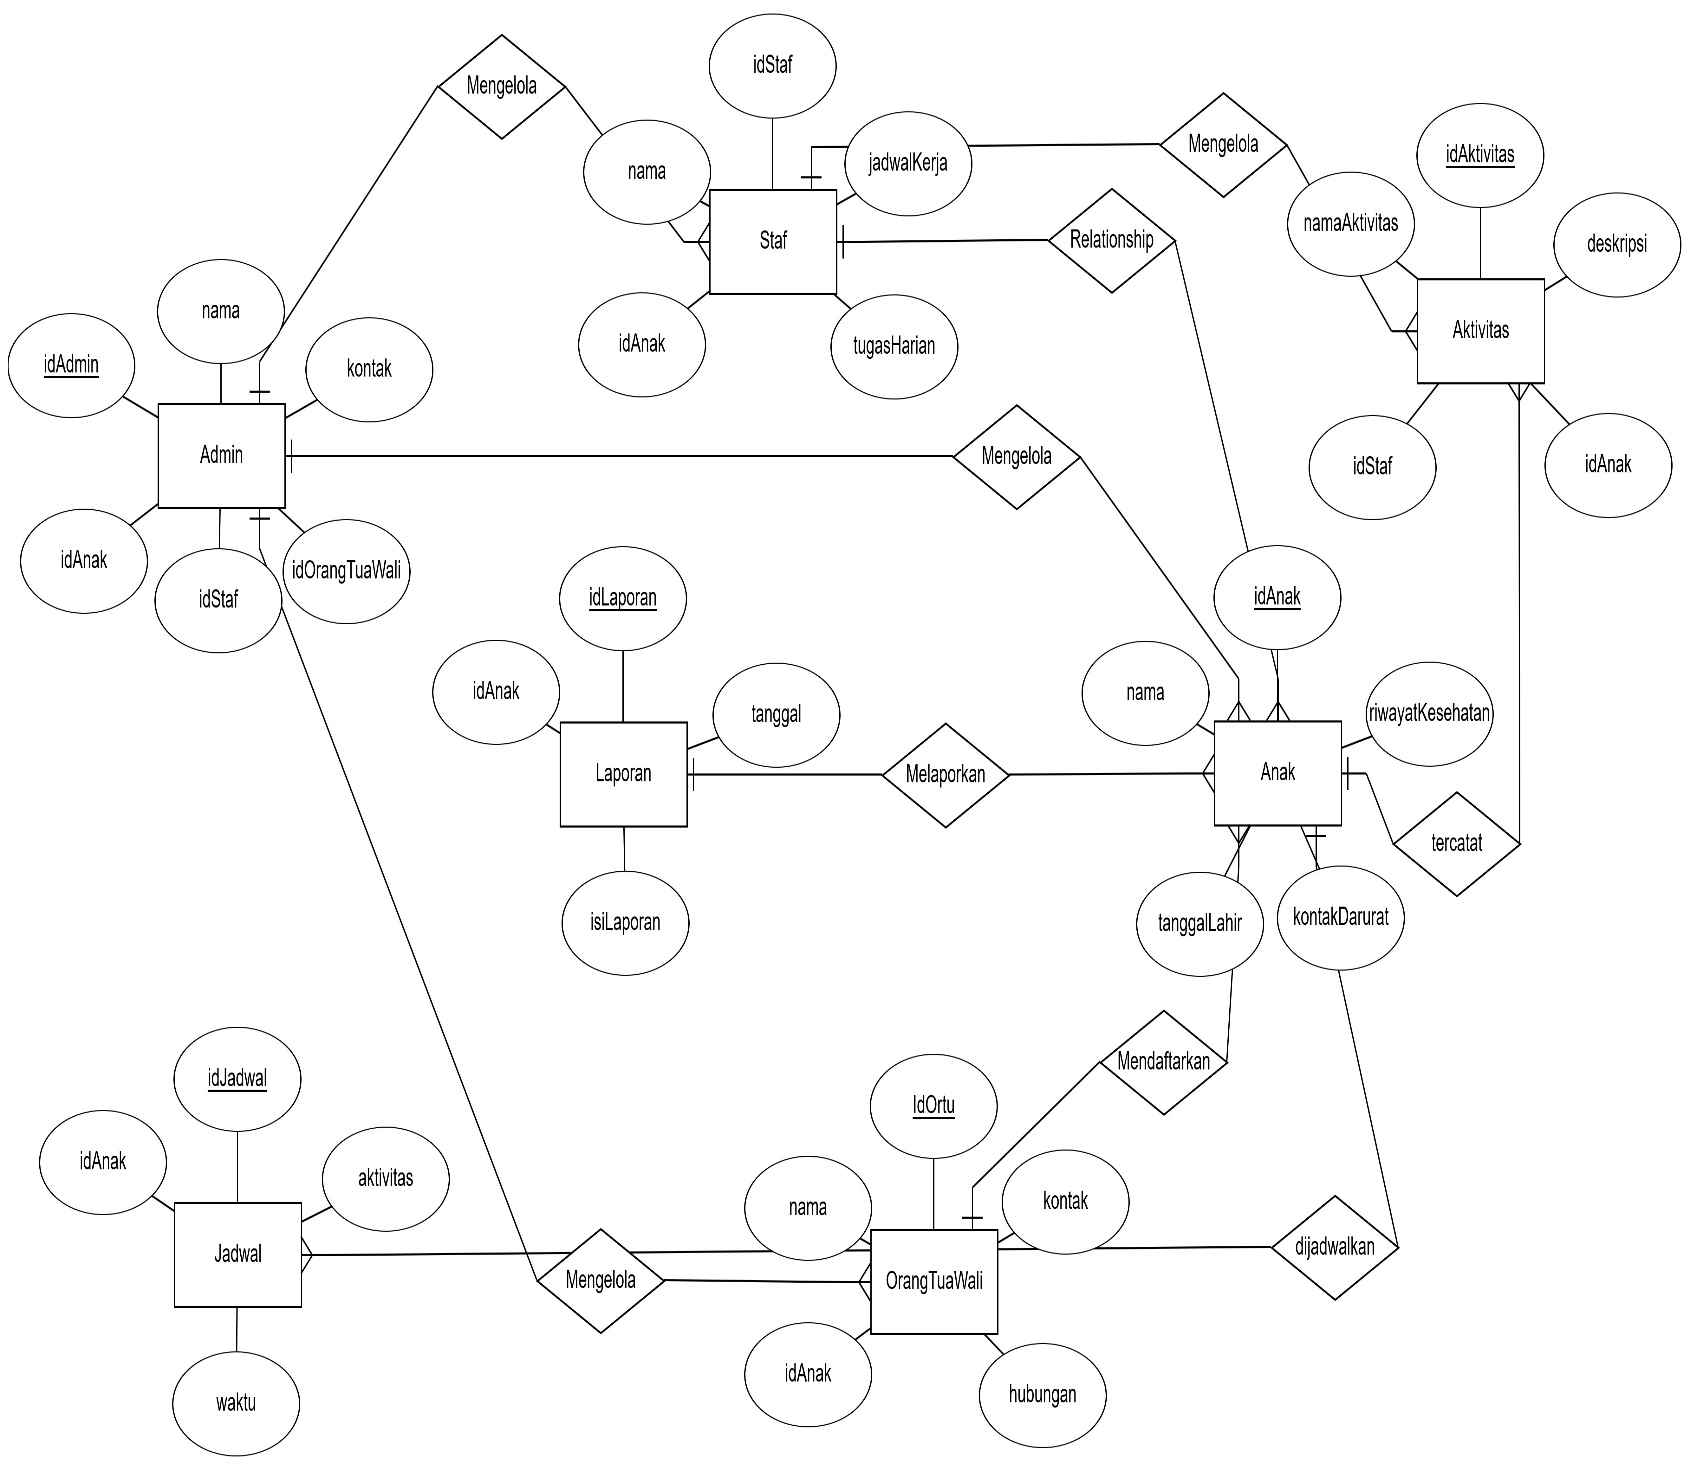 idStaf
Mengelola
nama
jadwalKerja
Mengelola
idAktivitas
namaAktivitas
deskripsi
Staf
Relationship
nama
idAnak
tugasHarian
Aktivitas
idAdmin
kontak
Admin
Mengelola
idStaf
idAnak
idAnak
idStaf
idOrangTuaWali
idLaporan
idAnak
idAnak
tanggal
nama
riwayatKesehatan
Laporan
Melaporkan
Anak
tercatat
isiLaporan
tanggalLahir
kontakDarurat
idJadwal
Mendaftarkan
IdOrtu
idAnak
aktivitas
nama
kontak
Jadwal
Mengelola
OrangTuaWali
dijadwalkan
waktu
idAnak
hubungan